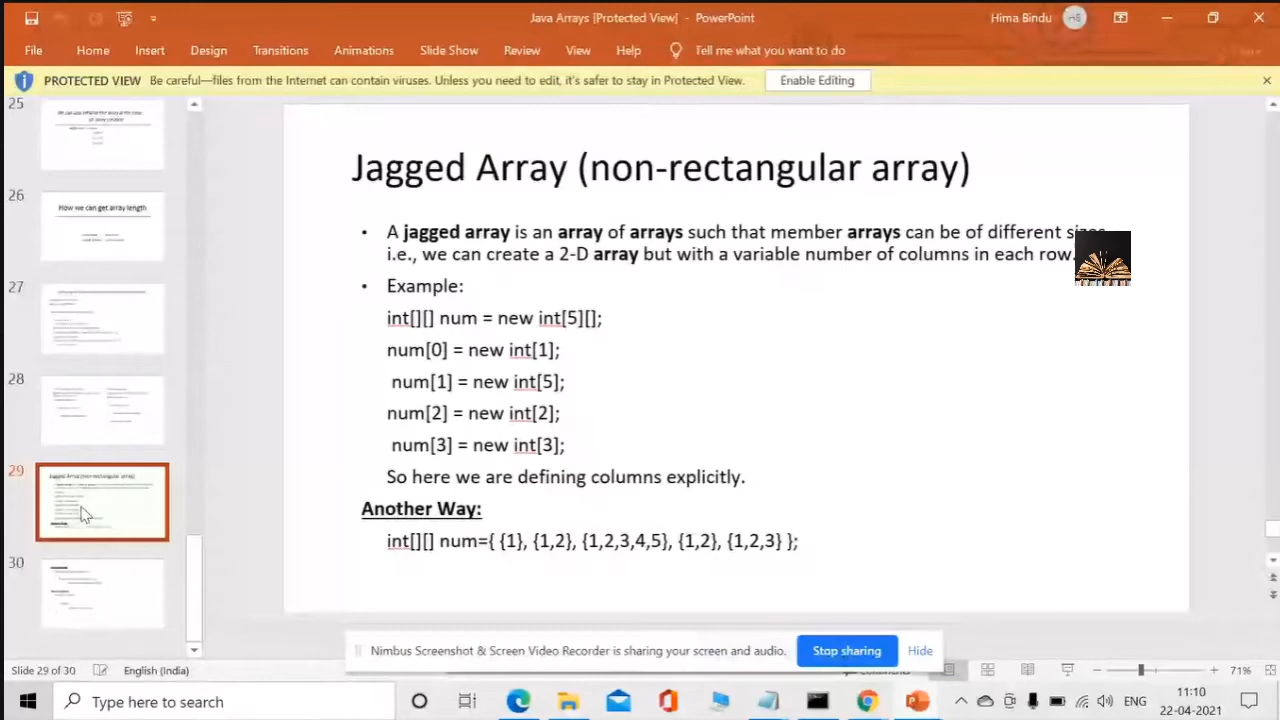 Java Arrays [Protected View] - PowerPoint
Hima Bindu
HB
File Home Insert Design Transitions Animations Slide Show Review View Help Tell me what you want to do
PROTECTED VIEW Be careful—files from the Internet can contain viruses. Unless you need to edit, it's safer to stay in Protected View. Enable Editing
25
26
How we can get array length
27
28
29
Jagged Array (non-rectangular array)
30
Jagged Array (non-rectangular array)
• A jagged array is an array of arrays such that member arrays can be of different sizes
i.e., we can create a 2-D array but with a variable number of columns in each row.
• Example:
int[][] num = new int[5][];
num[0] = new int[1];
num[1] = new int[5];
num[2] = new int[2];
num[3] = new int[3];
So here we are defining columns explicitly.
Another Way:
int[][] num={ {1}, {1,2}, {1,2,3,4,5}, {1,2}, {1,2,3} };
Nimbus Screenshot & Screen Video Recorder is sharing your screen and audio. Stop sharing Hide
Slide 29 of 30 English (India) 71%
Type here to search
ENG
11:10
22-04-2021